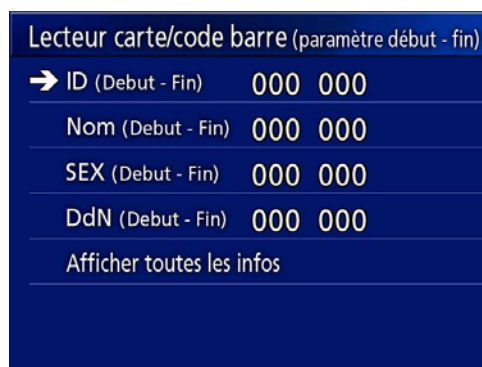 Lecteur carte/code barre (paramètre début - fin)
ID (Debut - Fin) 000 000
Nom (Debut - Fin) 000 000
SEX (Debut - Fin) 000 000
DdN (Debut - Fin) 000 000
Afficher toutes les infos